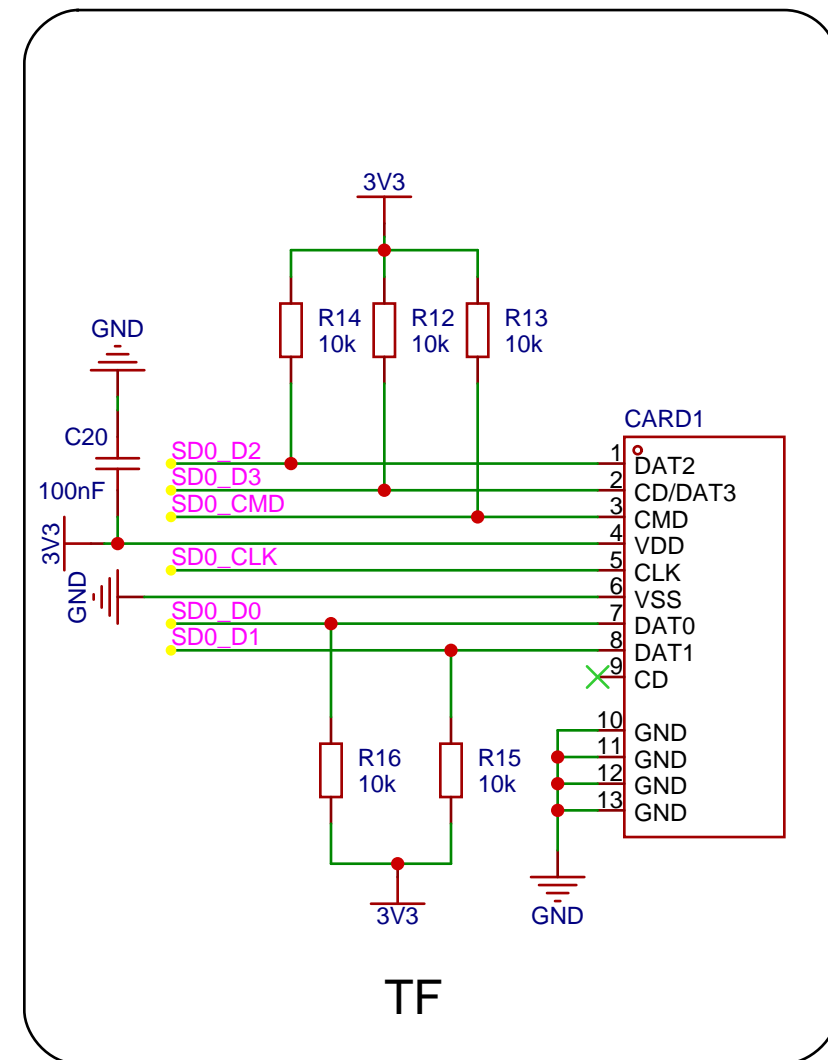 3V3
R14
10k
R12
10k
R13
10k
GND
C20
100nF
3V3
GND
SD0_D2
SD0_D3
SD0_CMD
SD0_CLK
SD0_D0
SD0_D1
CARD1
1 DAT2
2 CD/DAT3
3 CMD
4 VDD
5 CLK
6 VSS
7 DAT0
8 DAT1
9 CD
10 GND
11 GND
12 GND
13 GND
R16
10k
R15
10k
3V3
GND
TF